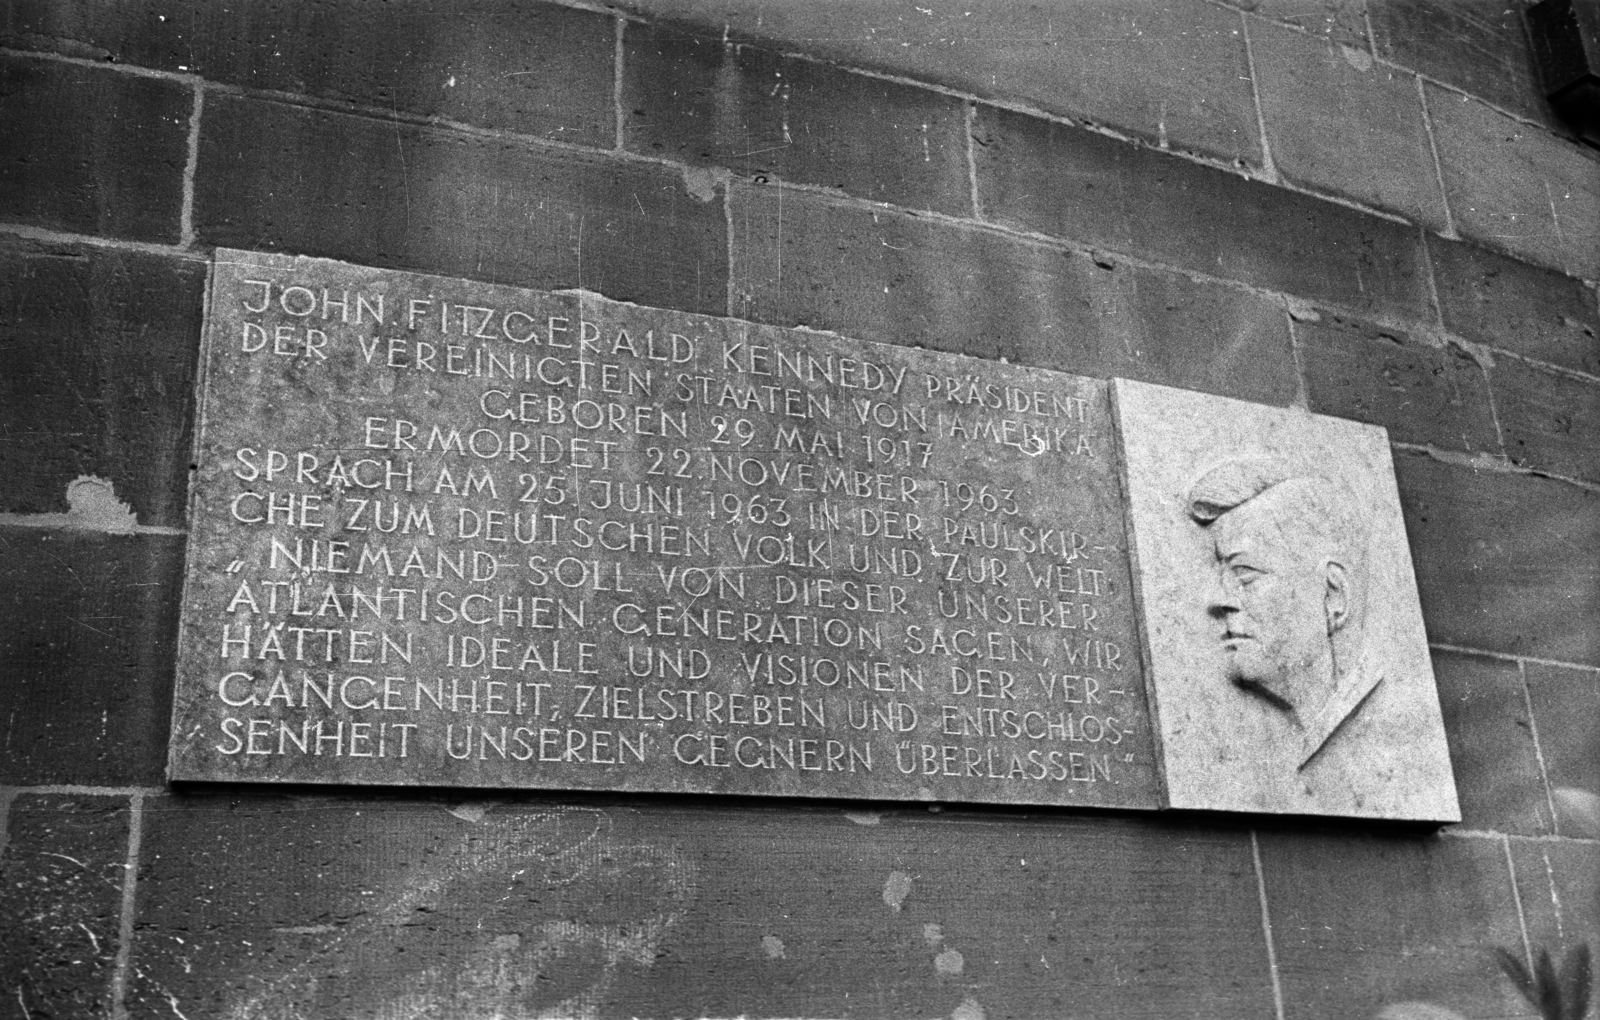 JOHN FITZGERALD KENNEDY PRÄSIDENT
DER VEREINIGTEN STAATEN VON AMERIKA
GEBOREN 29. MAI 1917
ERMORDET 22. NOVEMBER 1963
SPRACH AM 25. JUNI 1963 IN DER PAULSKIR-
CHE ZUM DEUTSCHEN VOLK UND ZUR WELT:
„NIEMAND SOLL VON DIESER UNSERER
ATLANTISCHEN GENERATION SAGEN, WIR
HÄTTEN IDEALE UND VISIONEN DER VER-
GANGENHEIT, ZIELSTREBEN UND ENTSCHLOS-
SENHEIT UNSEREN GEGNERN ÜBERLASSEN."